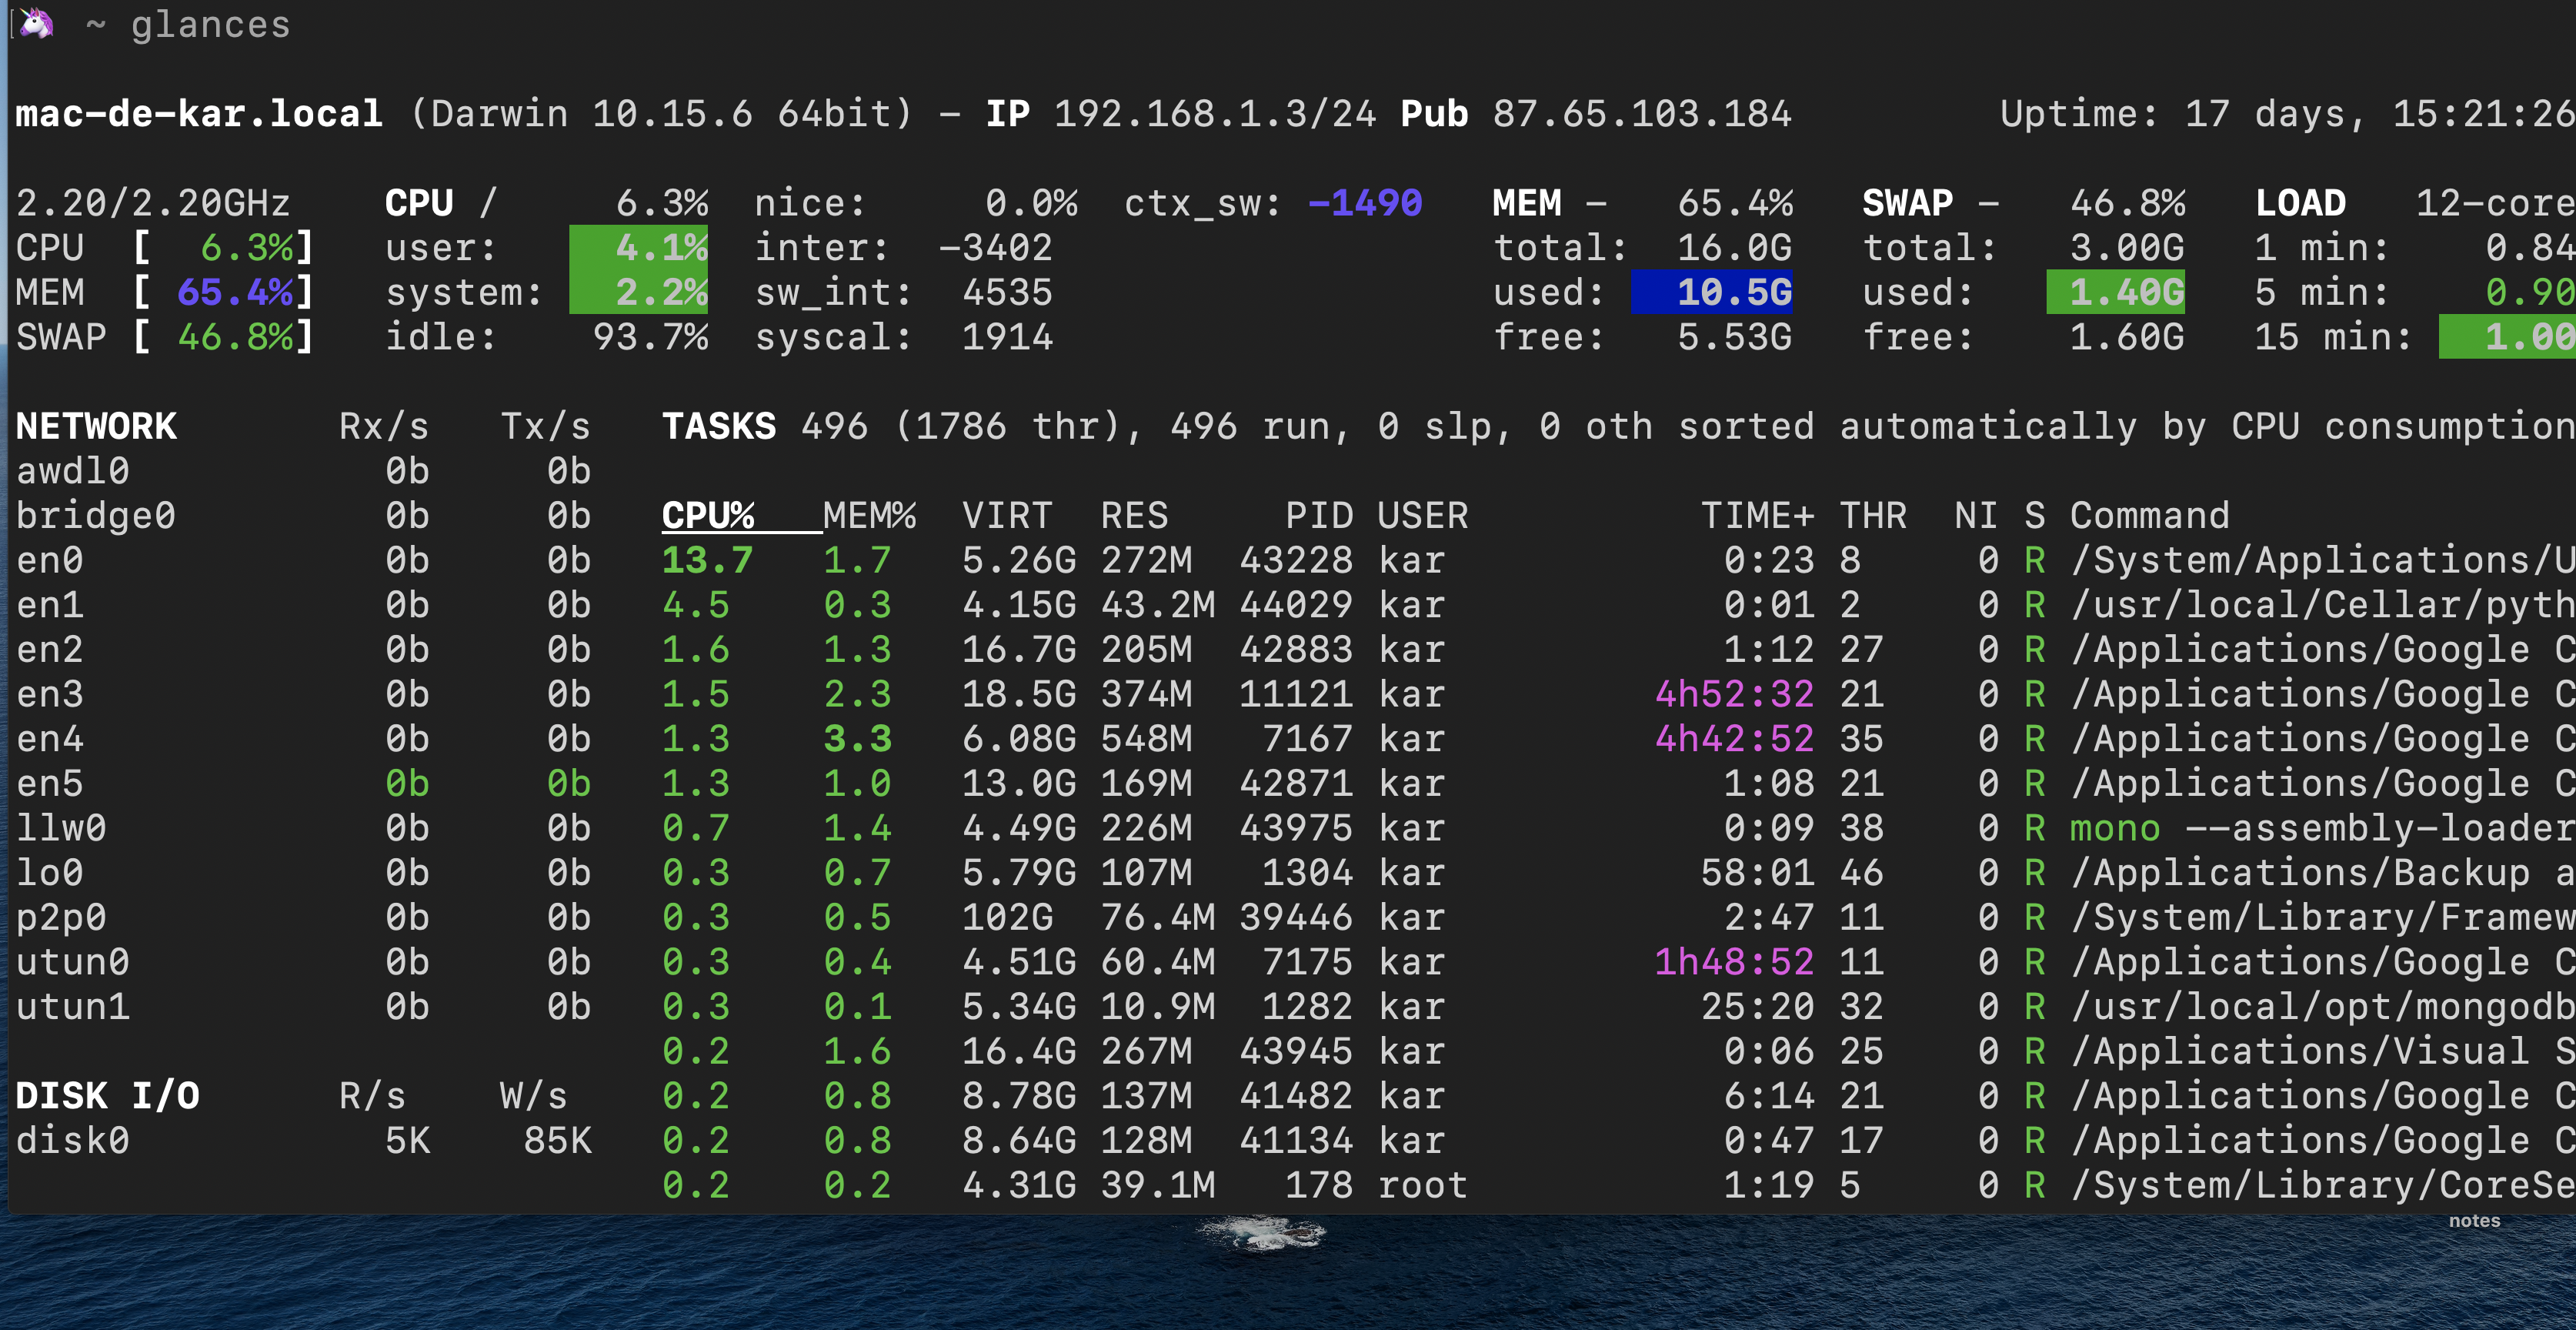 ~ glances
mac-de-kar.local (Darwin 10.15.6 64bit) - IP 192.168.1.3/24 Pub 87.65.103.184 Uptime: 17 days, 15:21:26
2.20/2.20GHz CPU / 6.3% nice: 0.0% ctx_sw: -1490 MEM - 65.4% SWAP - 46.8% LOAD 12-core
CPU [ 6.3%] user: 4.1% inter: -3402 total: 16.0G total: 3.00G 1 min: 0.84
MEM [ 65.4%] system: 2.2% sw_int: 4535 used: 10.5G used: 1.40G 5 min: 0.90
SWAP [ 46.8%] idle: 93.7% syscal: 1914 free: 5.53G free: 1.60G 15 min: 1.00
NETWORK Rx/s Tx/s TASKS 496 (1786 thr), 496 run, 0 slp, 0 oth sorted automatically by CPU consumption
awdl0 0b 0b
bridge0 0b 0b CPU% MEM% VIRT RES PID USER TIME+ THR NI S Command
en0 0b 0b 13.7 1.7 5.26G 272M 43228 kar 0:23 8 0 R /System/Applications/U
en1 0b 0b 4.5 0.3 4.15G 43.2M 44029 kar 0:01 2 0 R /usr/local/Cellar/pyth
en2 0b 0b 1.6 1.3 16.7G 205M 42883 kar 1:12 27 0 R /Applications/Google C
en3 0b 0b 1.5 2.3 18.5G 374M 11121 kar 4h52:32 21 0 R /Applications/Google C
en4 0b 0b 1.3 3.3 6.08G 548M 7167 kar 4h42:52 35 0 R /Applications/Google C
en5 0b 0b 1.3 1.0 13.0G 169M 42871 kar 1:08 21 0 R /Applications/Google C
llw0 0b 0b 0.7 1.4 4.49G 226M 43975 kar 0:09 38 0 R mono --assembly-loader
lo0 0b 0b 0.3 0.7 5.79G 107M 1304 kar 58:01 46 0 R /Applications/Backup a
p2p0 0b 0b 0.3 0.5 102G 76.4M 39446 kar 2:47 11 0 R /System/Library/Framew
utun0 0b 0b 0.3 0.4 4.51G 60.4M 7175 kar 1h48:52 11 0 R /Applications/Google C
utun1 0b 0b 0.3 0.1 5.34G 10.9M 1282 kar 25:20 32 0 R /usr/local/opt/mongodb
0.2 1.6 16.4G 267M 43945 kar 0:06 25 0 R /Applications/Visual S
DISK I/O R/s W/s 0.2 0.8 8.78G 137M 41482 kar 6:14 21 0 R /Applications/Google C
disk0 5K 85K 0.2 0.8 8.64G 128M 41134 kar 0:47 17 0 R /Applications/Google C
0.2 0.2 4.31G 39.1M 178 root 1:19 5 0 R /System/Library/CoreSe
notes